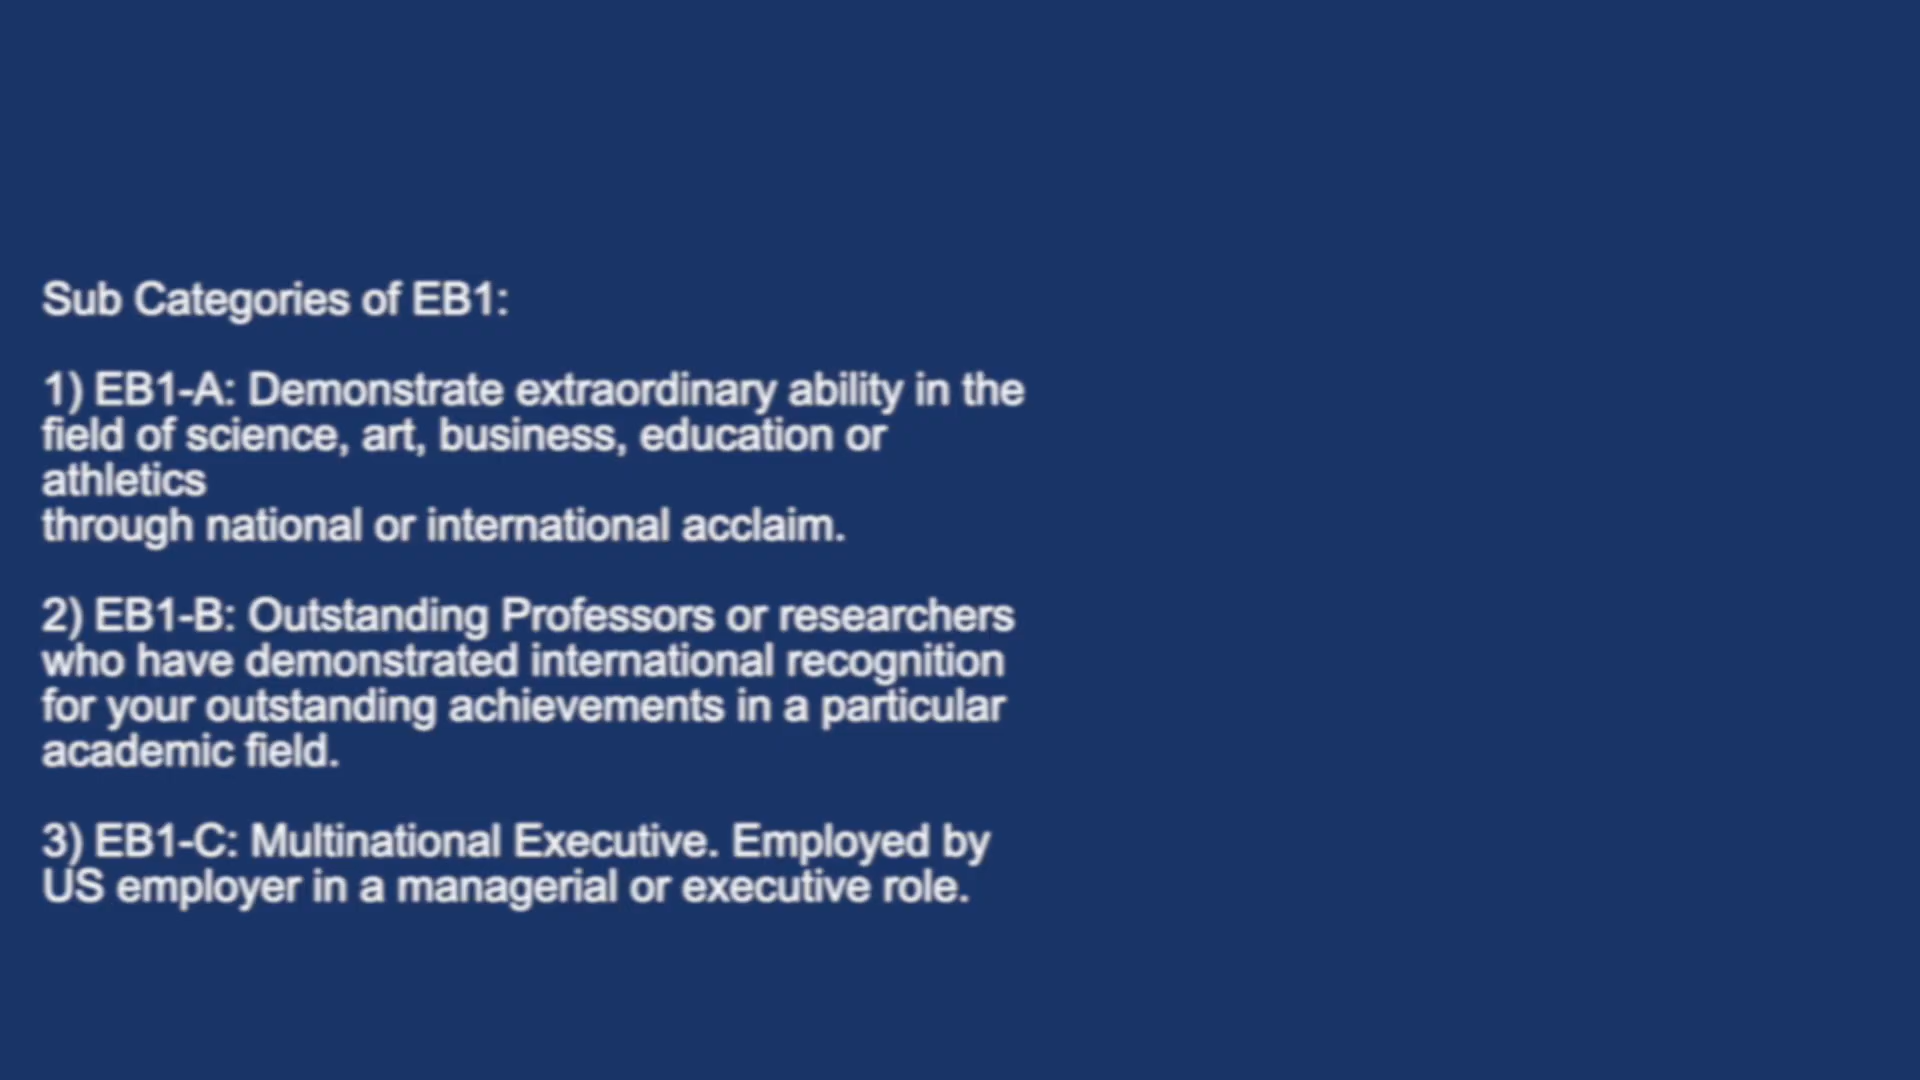 Sub Categories of EB1:
1) EB1-A: Demonstrate extraordinary ability in the
field of science, art, business, education or
athletics
through national or international acclaim.
2) EB1-B: Outstanding Professors or researchers
who have demonstrated international recognition
for your outstanding achievements in a particular
academic field.
3) EB1-C: Multinational Executive. Employed by
US employer in a managerial or executive role.